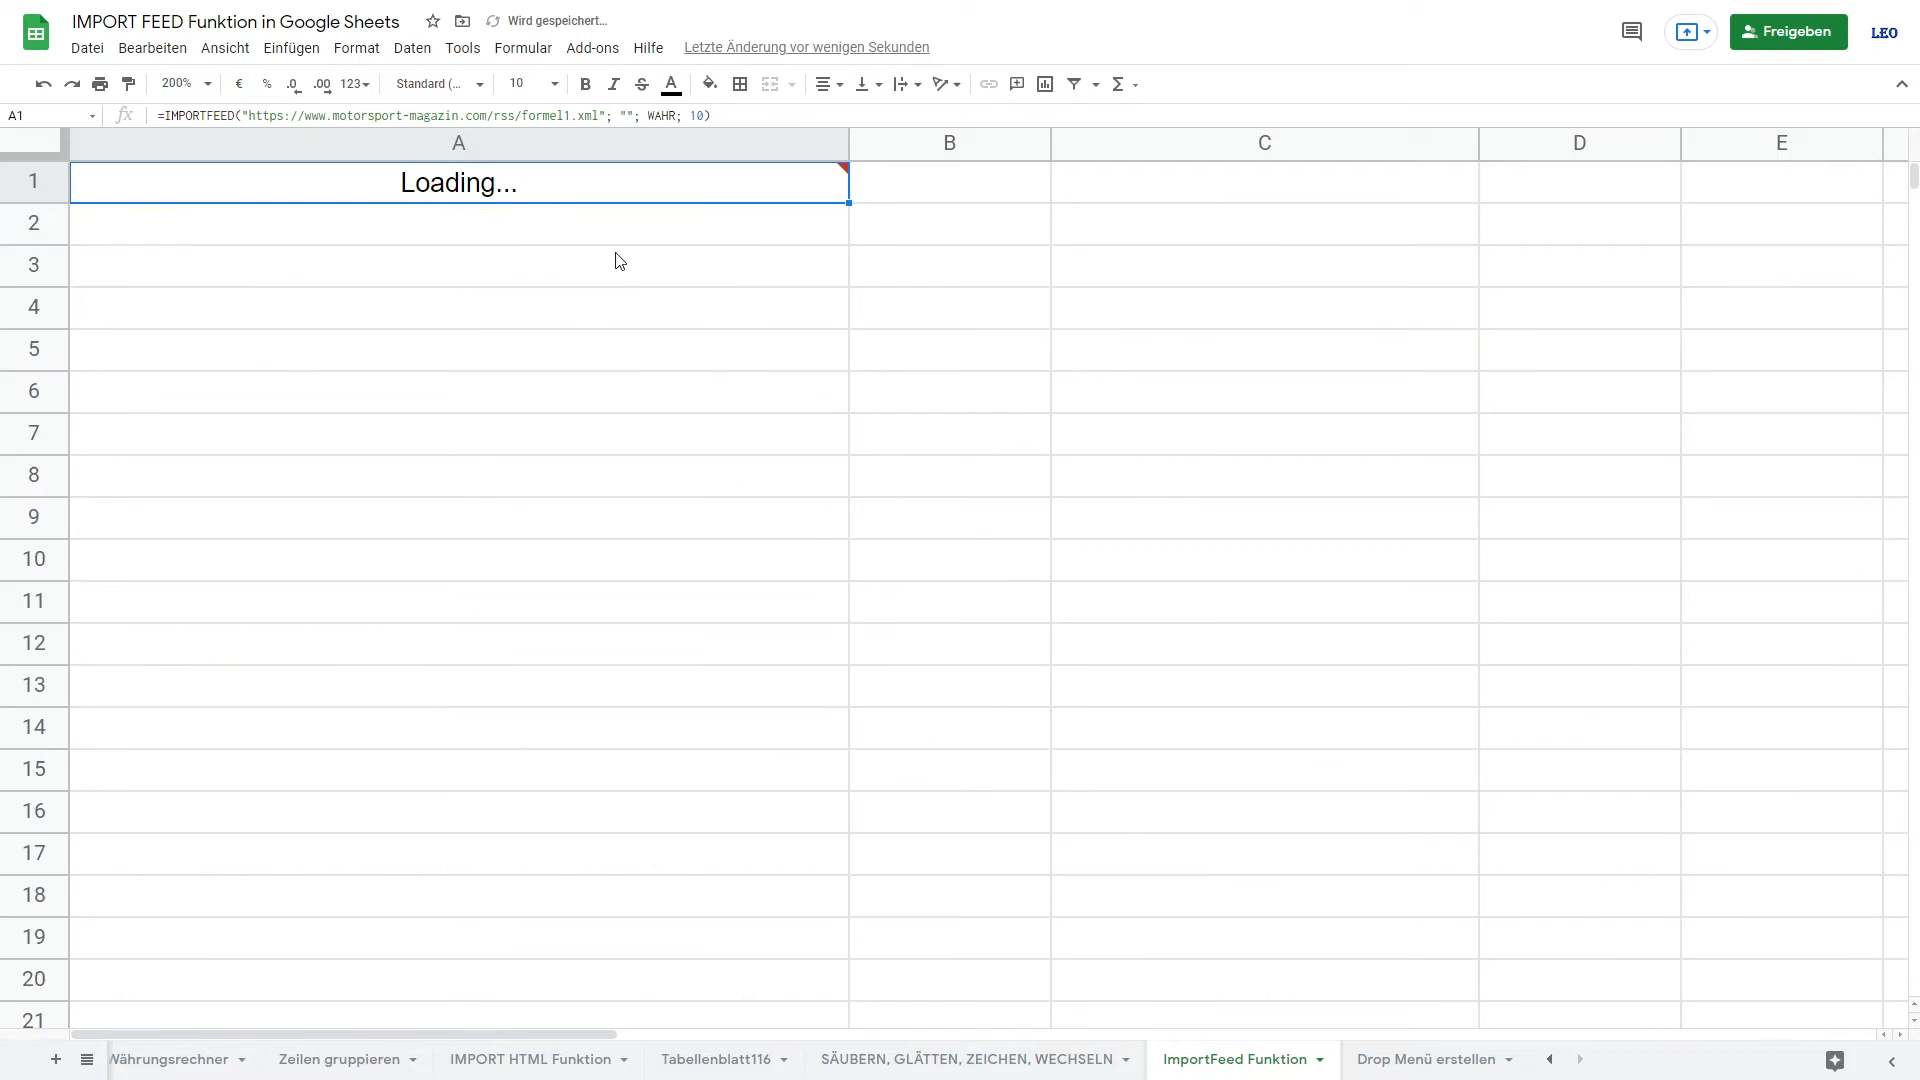 IMPORT FEED Funktion in Google Sheets Wird gespeichert...
Datei Bearbeiten Ansicht Einfügen Format Daten Tools Formular Add-ons Hilfe Letzte Änderung vor wenigen Sekunden
Freigeben
LEO
200% € % .0 .00 123 Standard (... 10 B I S A Σ
A1 fx =IMPORTFEED("https://www.motorsport-magazin.com/rss/formel1.xml"; ""; WAHR; 10)
A B C D E
1 Loading...
2
3
4
5
6
7
8
9
10
11
12
13
14
15
16
17
18
19
20
21
+ Währungsrechner Zeilen gruppieren IMPORT HTML Funktion Tabellenblatt116 SÄUBERN, GLÄTTEN, ZEICHEN, WECHSELN ImportFeed Funktion Drop Menü erstellen